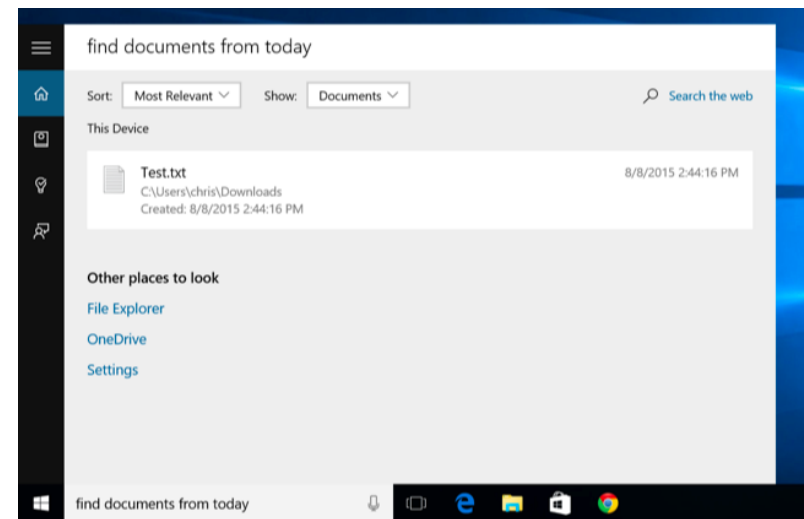 find documents from today
Sort: Most Relevant Show: Documents Search the web
This Device
Test.txt 8/8/2015 2:44:16 PM
C:\Users\chris\Downloads
Created: 8/8/2015 2:44:16 PM
Other places to look
File Explorer
OneDrive
Settings
find documents from today